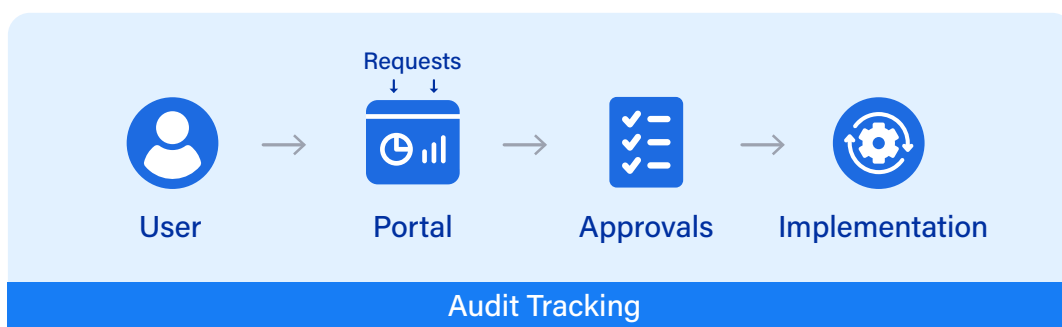 Requests
User
Portal
Approvals
Implementation
Audit Tracking